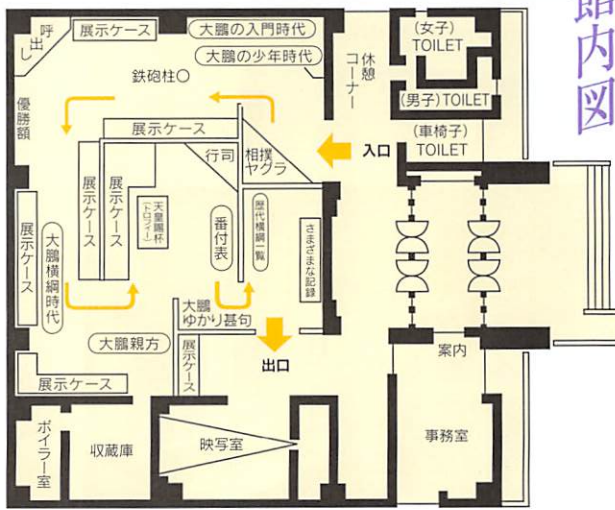 館内図
呼出し
展示ケース
大鵬の入門時代
大鵬の少年時代
鉄砲柱
優勝額
展示ケース
行司
相撲
ヤグラ
入口
休憩
コーナー
(女子)
TOILET
(男子)TOILET
(車椅子)
TOILET
展示ケース
大鵬横綱時代
展示ケース
展示ケース
天皇賜杯
(トロフィー)
番付表
歴代横綱一覧
さまざまな記録
大鵬
ゆかり甚句
大鵬親方
展示ケース
展示ケース
出口
案内
ボイラー室
収蔵庫
映写室
事務室